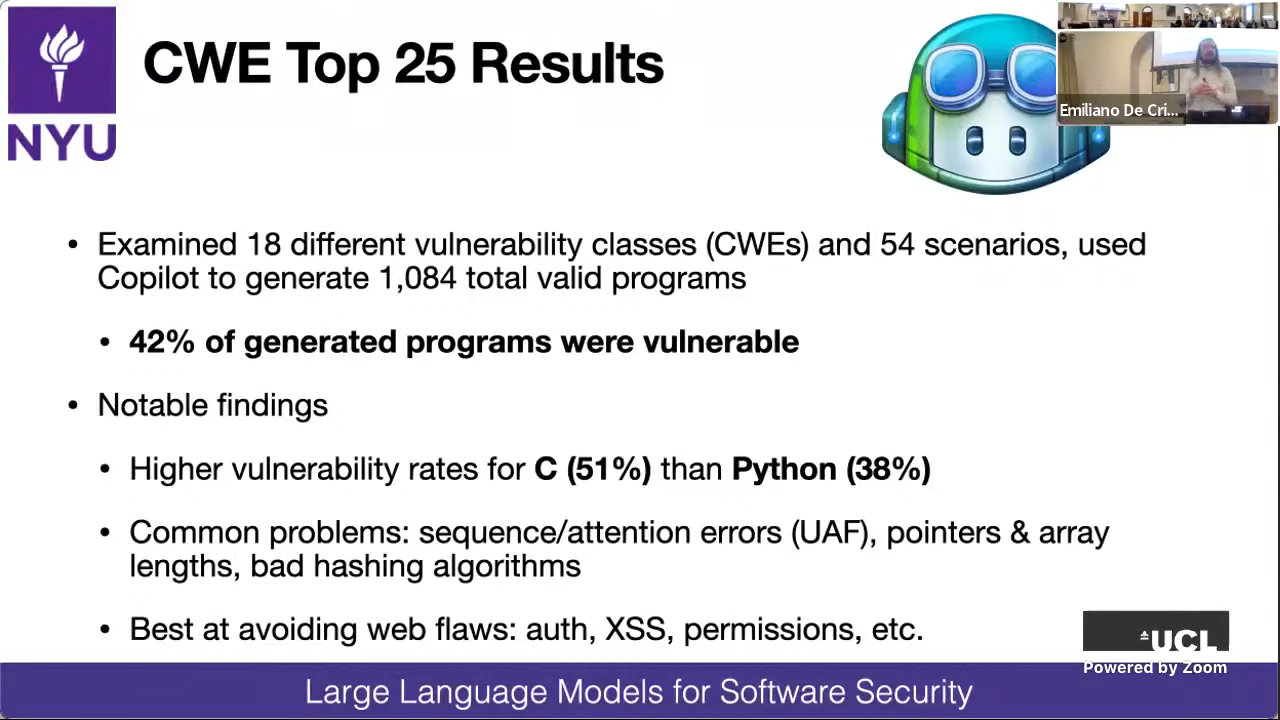 NYU
CWE Top 25 Results
Emiliano De Cri...
• Examined 18 different vulnerability classes (CWEs) and 54 scenarios, used
Copilot to generate 1,084 total valid programs
• 42% of generated programs were vulnerable
• Notable findings
• Higher vulnerability rates for C (51%) than Python (38%)
• Common problems: sequence/attention errors (UAF), pointers & array
lengths, bad hashing algorithms
• Best at avoiding web flaws: auth, XSS, permissions, etc.
UCL
Powered by Zoom
Large Language Models for Software Security